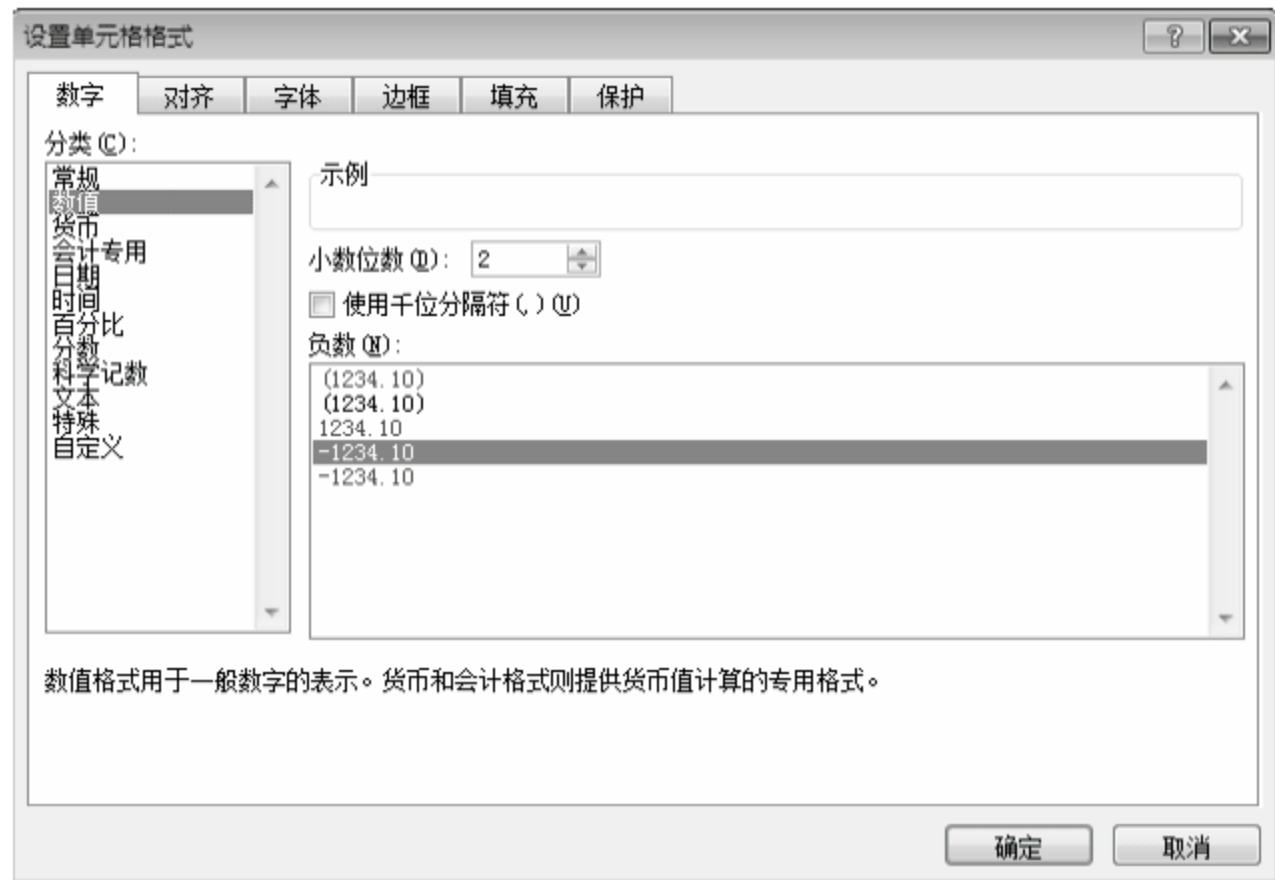 设置单元格格式
数字 对齐 字体 边框 填充 保护
分类(C):
常规
数值
货币
会计专用
日期
时间
百分比
分数
科学记数
文本
特殊
自定义
示例
小数位数(D): 2
使用千位分隔符(,)(U)
负数(N):
(1234.10)
(1234.10)
1234.10
-1234.10
-1234.10
数值格式用于一般数字的表示。货币和会计格式则提供货币值计算的专用格式。
确定 取消